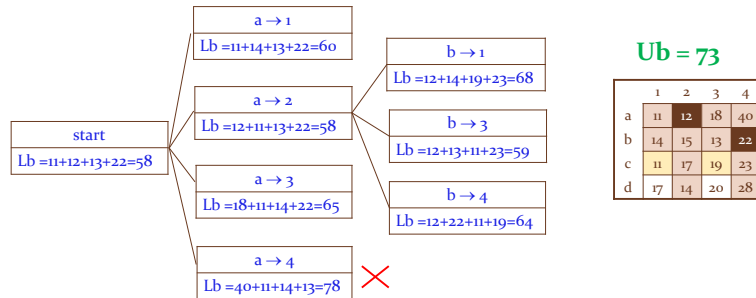 start
Lb =11+12+13+22=58
a → 1
Lb =11+14+13+22=60
a → 2
Lb =12+11+13+22=58
a → 3
Lb =18+11+14+22=65
a → 4
Lb =40+11+14+13=78
b → 1
Lb =12+14+19+23=68
b → 3
Lb =12+13+11+23=59
b → 4
Lb =12+22+11+19=64
Ub = 73
1 2 3 4
a 11 12 18 40
b 14 15 13 22
c 11 17 19 23
d 17 14 20 28